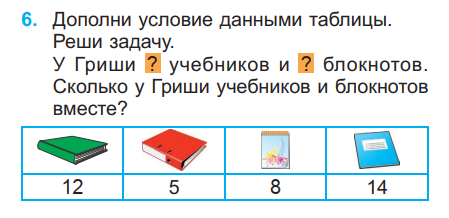 6. Дополни условие данными таблицы.
Реши задачу.
У Гриши ? учебников и ? блокнотов.
Сколько у Гриши учебников и блокнотов
вместе?
12 5 8 14